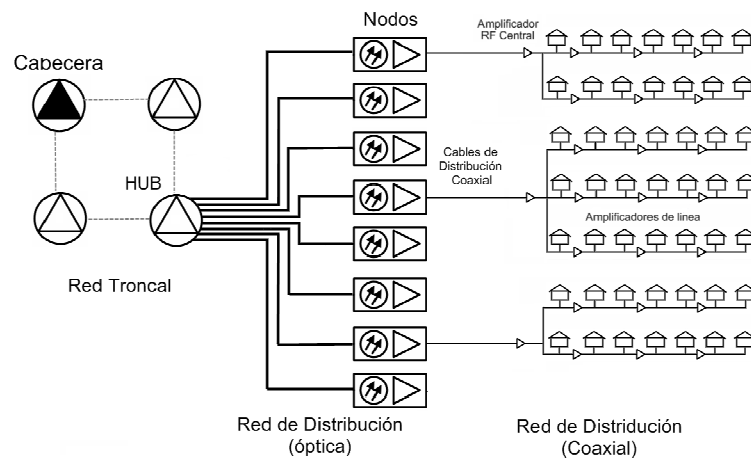 Nodos
Amplificador
RF Central
Cabecera
HUB
Cables de
Distribución
Coaxial
Amplificadores de linea
Red Troncal
Red de Distribución
(óptica)
Red de Distridución
(Coaxial)